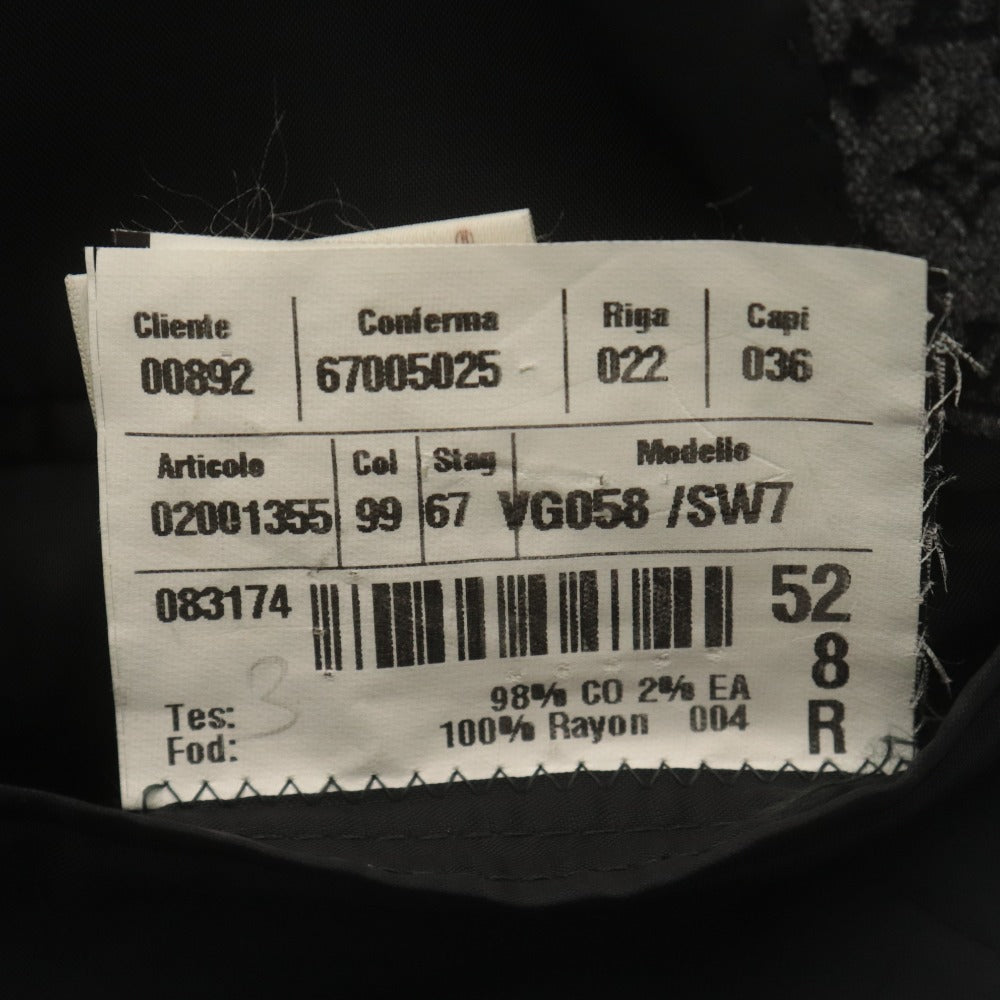 Cliente Conferma Riga Capi
00892 67005025 022 036
Articolo Col Stag Modello
02001355 99 67 VG058 /SW7
083174 52
8
R
3
98% CO 2% EA
Tes:
100% Rayon 004
Fod: